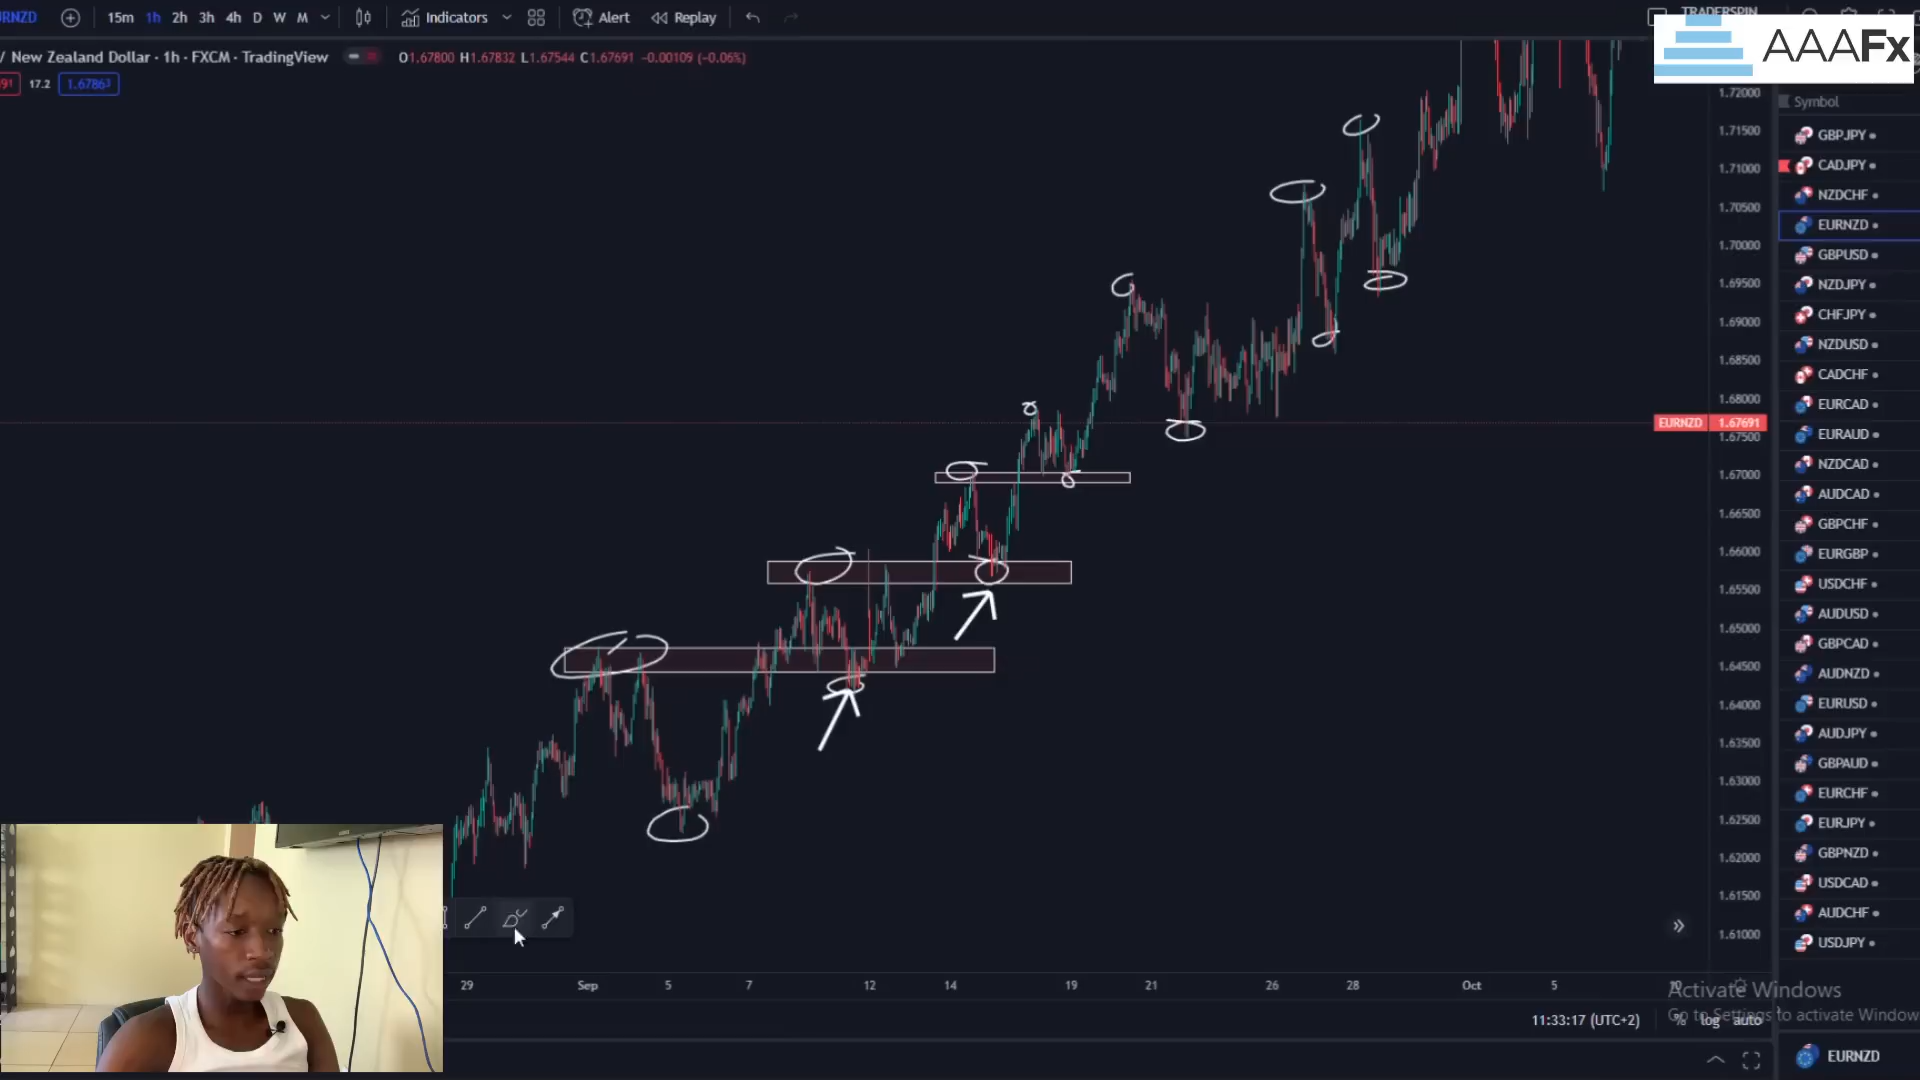 EURNZD 15m 1h 2h 3h 4h D W M Indicators Alert Replay TRADERSPIN
AAAFx
/ New Zealand Dollar · 1h · FXCM · TradingView O1.67800 H1.67832 L1.67544 C1.67691 -0.00109 (-0.06%)
17.2 1.67863
1.72000
1.71500
1.71000
1.70500
1.70000
1.69500
1.69000
1.68500
1.68000
EURNZD 1.67691
1.67500
1.67000
1.66500
1.66000
1.65500
1.65000
1.64500
1.64000
1.63500
1.63000
1.62500
1.62000
1.61500
1.61000
Symbol
GBPJPY
CADJPY
NZDCHF
EURNZD
GBPUSD
NZDJPY
CHFJPY
NZDUSD
CADCHF
EURCAD
EURAUD
NZDCAD
AUDCAD
GBPCHF
EURGBP
USDCHF
AUDUSD
GBPCAD
AUDNZD
EURUSD
AUDJPY
GBPAUD
EURCHF
EURJPY
GBPNZD
USDCAD
AUDCHF
USDJPY
29 Sep 5 7 12 14 19 21 26 28 Oct 5 10
Activate Windows
Go to Settings to activate Window
11:33:17 (UTC+2) % log auto
EURNZD